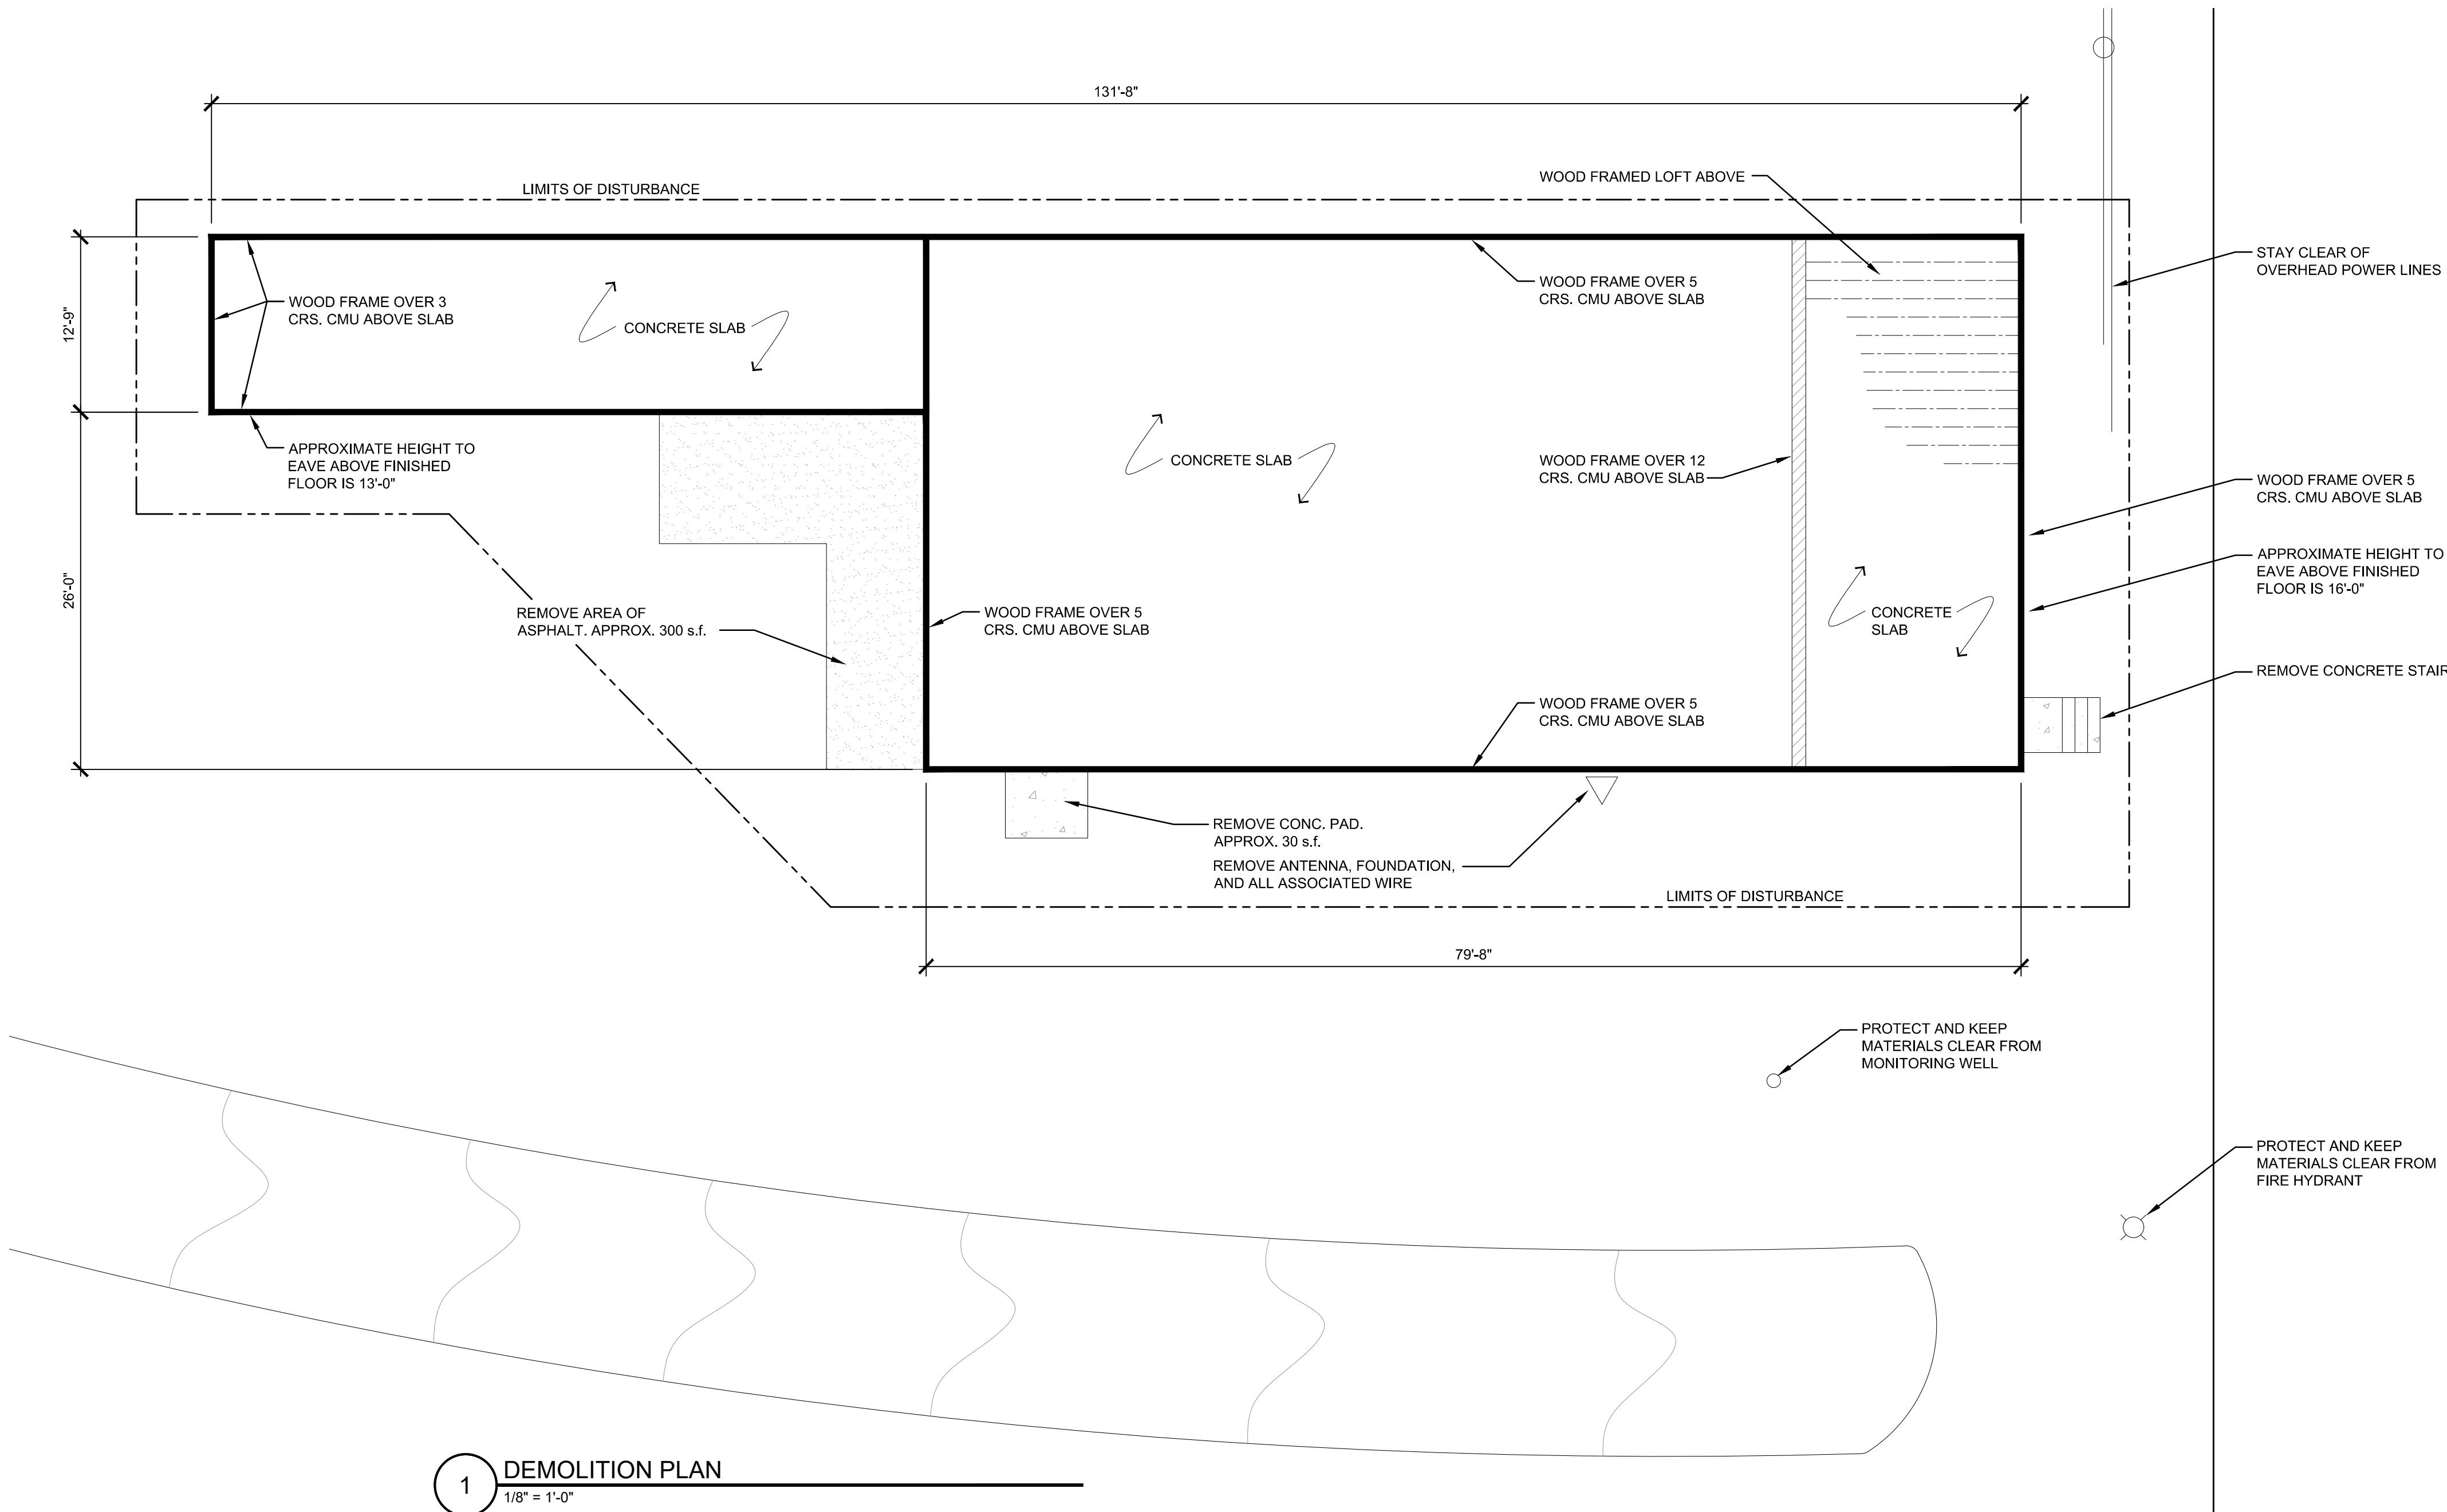 131'-8"
WOOD FRAMED LOFT ABOVE
LIMITS OF DISTURBANCE
STAY CLEAR OF
OVERHEAD POWER LINES
12'-9"
WOOD FRAME OVER 3
CRS. CMU ABOVE SLAB
CONCRETE SLAB
WOOD FRAME OVER 5
CRS. CMU ABOVE SLAB
APPROXIMATE HEIGHT TO
EAVE ABOVE FINISHED
FLOOR IS 13'-0"
CONCRETE SLAB
WOOD FRAME OVER 12
CRS. CMU ABOVE SLAB
WOOD FRAME OVER 5
CRS. CMU ABOVE SLAB
APPROXIMATE HEIGHT TO
EAVE ABOVE FINISHED
FLOOR IS 16'-0"
26'-0"
REMOVE AREA OF
ASPHALT. APPROX. 300 s.f.
WOOD FRAME OVER 5
CRS. CMU ABOVE SLAB
CONCRETE
SLAB
REMOVE CONCRETE STAIR
WOOD FRAME OVER 5
CRS. CMU ABOVE SLAB
REMOVE CONC. PAD.
APPROX. 30 s.f.
REMOVE ANTENNA, FOUNDATION,
AND ALL ASSOCIATED WIRE
LIMITS OF DISTURBANCE
79'-8"
PROTECT AND KEEP
MATERIALS CLEAR FROM
MONITORING WELL
PROTECT AND KEEP
MATERIALS CLEAR FROM
FIRE HYDRANT
1
DEMOLITION PLAN
1/8" = 1'-0"